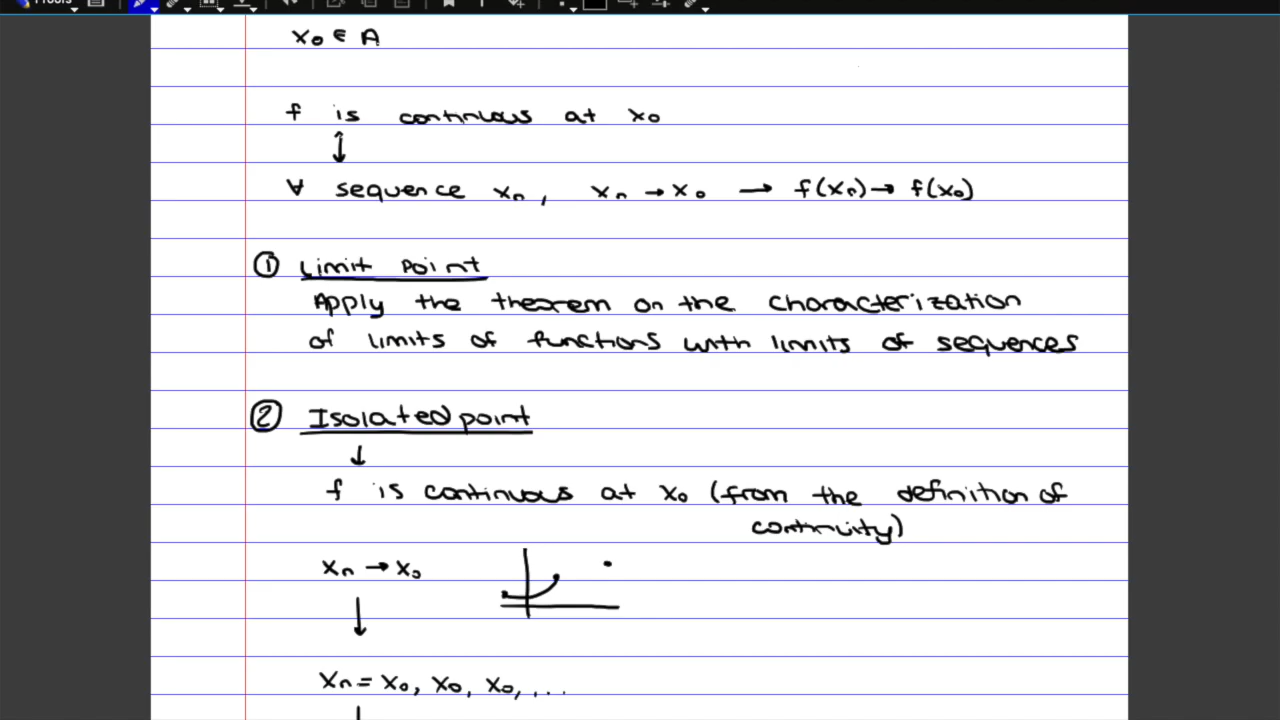 Proofs
x₀ ∈ A
f is continuous at x₀
↕
∀ sequence xₙ, xₙ → x₀ → f(xₙ) → f(x₀)
① Limit Point
Apply the theorem on the characterization
of limits of functions with limits of sequences
② Isolated point
↓
f is continuous at x₀ (from the definition of
continuity)
xₙ → x₀
↓
xₙ = x₀, x₀, x₀, ...